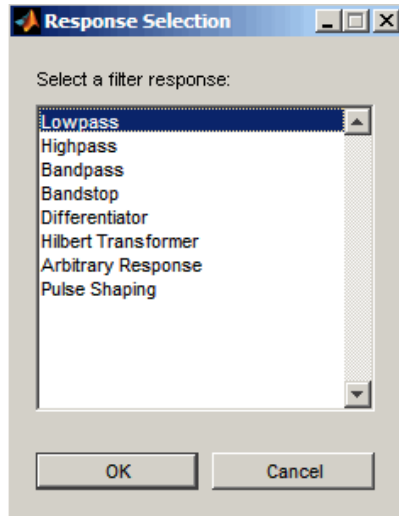 Response Selection
Select a filter response:
Lowpass
Highpass
Bandpass
Bandstop
Differentiator
Hilbert Transformer
Arbitrary Response
Pulse Shaping
OK
Cancel